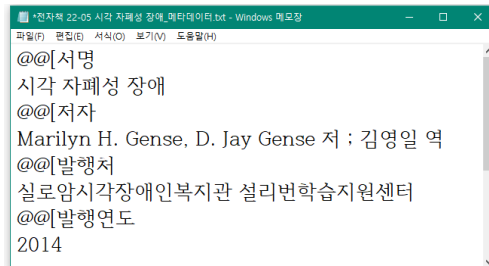 *전자책 22-05 시각 자폐성 장애_메타데이터.txt - Windows 메모장
파일(F) 편집(E) 서식(O) 보기(V) 도움말(H)
@@[서명
시각 자폐성 장애
@@[저자
Marilyn H. Gense, D. Jay Gense 저 ; 김영일 역
@@[발행처
실로암시각장애인복지관 설리번학습지원센터
@@[발행연도
2014